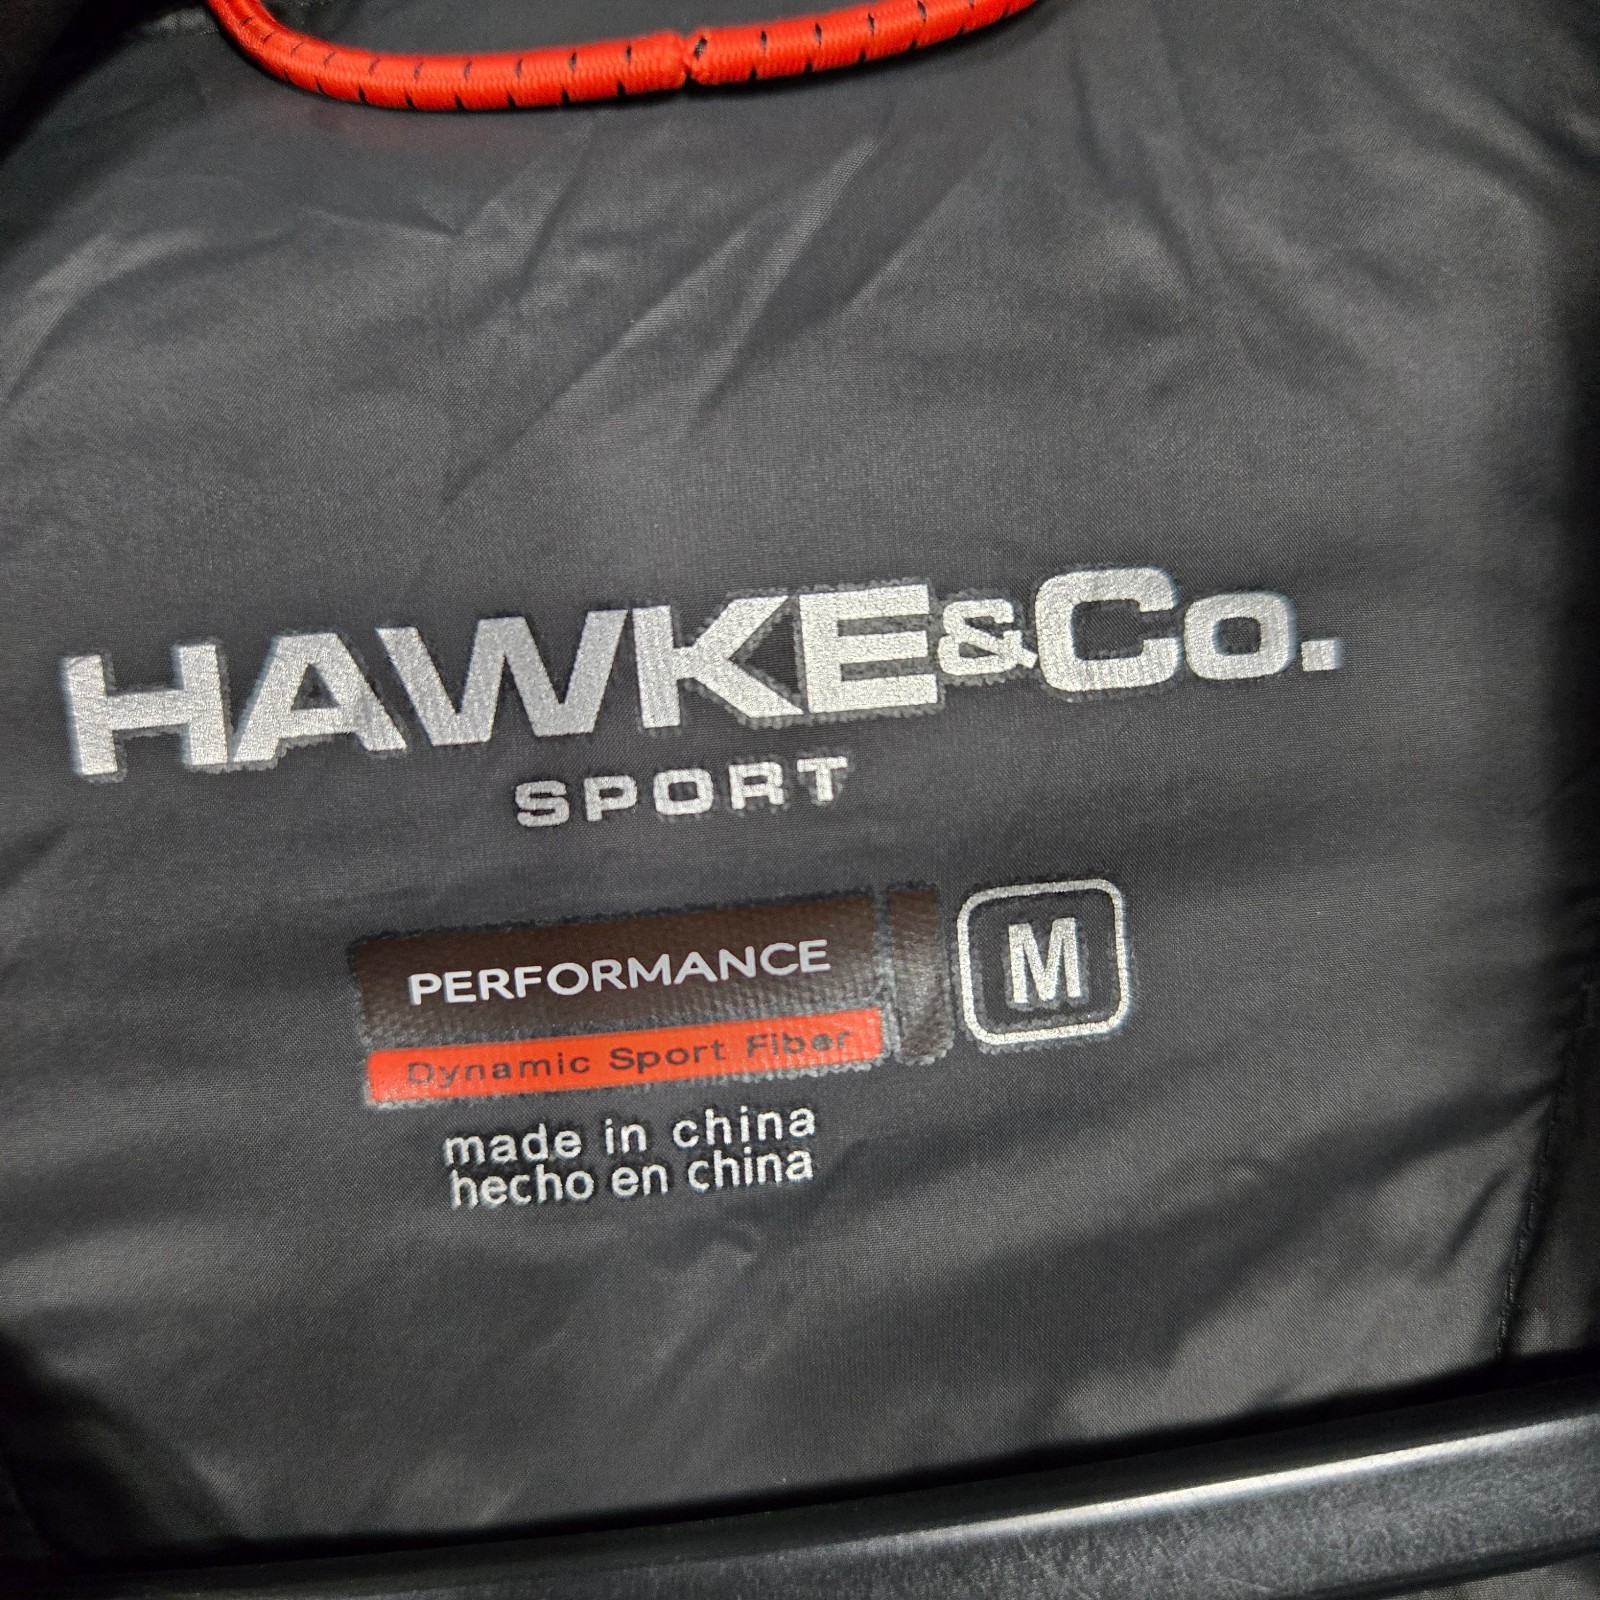 HAWKE&Co.
SPORT
PERFORMANCE
M
Dynamic Sport Fiber
made in china
hecho en china